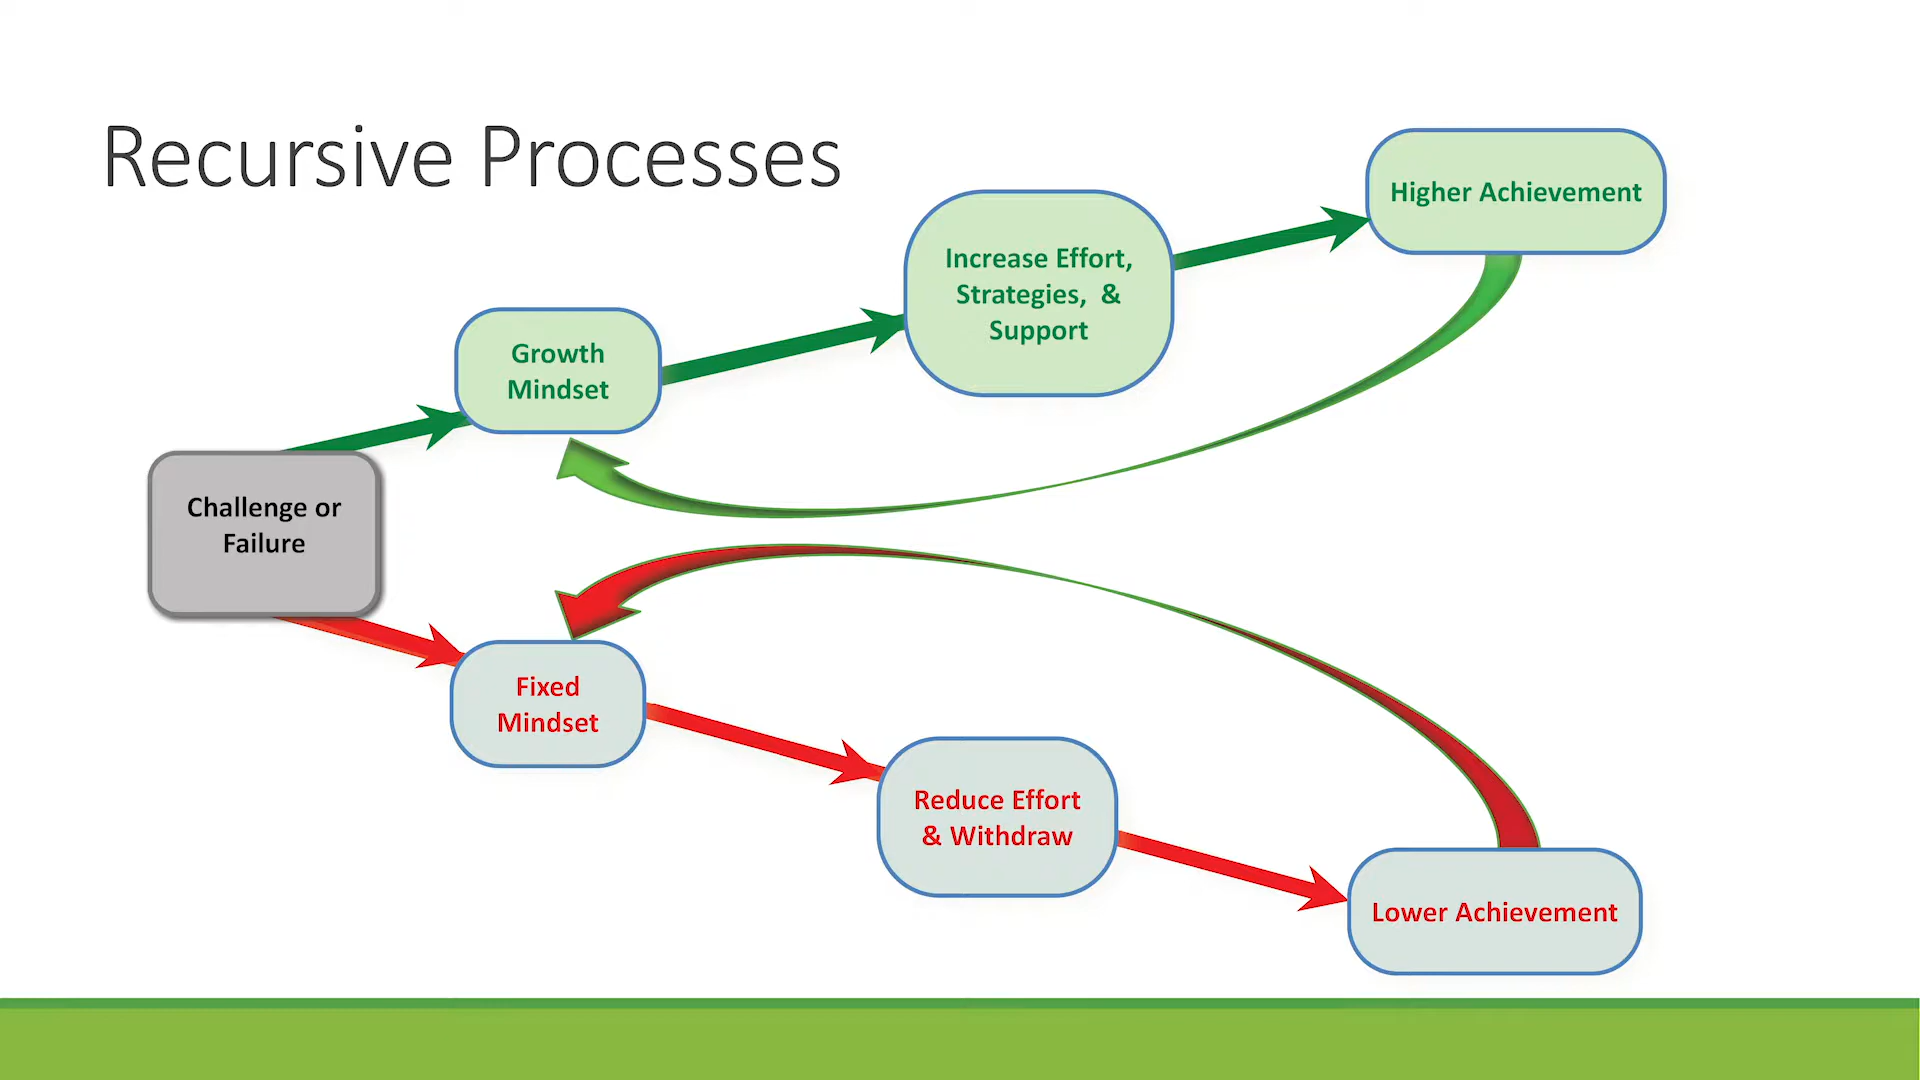 Recursive Processes
Higher Achievement
Increase Effort,
Strategies, &
Support
Growth
Mindset
Challenge or
Failure
Fixed
Mindset
Reduce Effort
& Withdraw
Lower Achievement